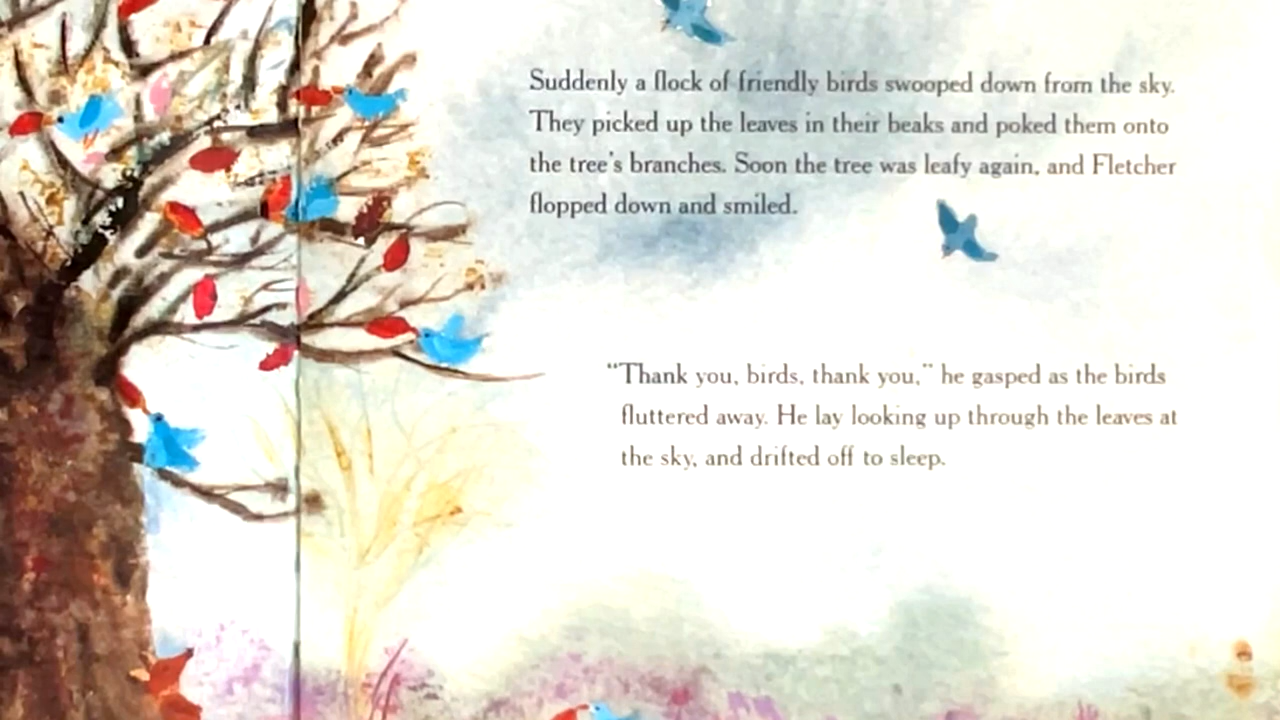 Suddenly a flock of friendly birds swooped down from the sky.
They picked up the leaves in their beaks and poked them onto
the tree's branches. Soon the tree was leafy again, and Fletcher
flopped down and smiled.
“Thank you, birds, thank you,” he gasped as the birds
fluttered away. He lay looking up through the leaves at
the sky, and drifted off to sleep.